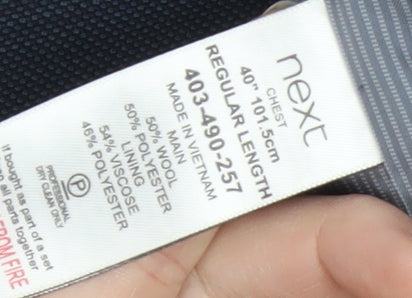 next
CHEST
40" 101.5cm
REGULAR LENGTH
403-490-257
MADE IN VIETNAM
MAIN
50% WOOL
50% POLYESTER
LINING
54% VISCOSE
46% POLYESTER
P
PROFESSIONAL
DRY CLEAN ONLY
If bought as part of a set
all parts together
FROM FIRE